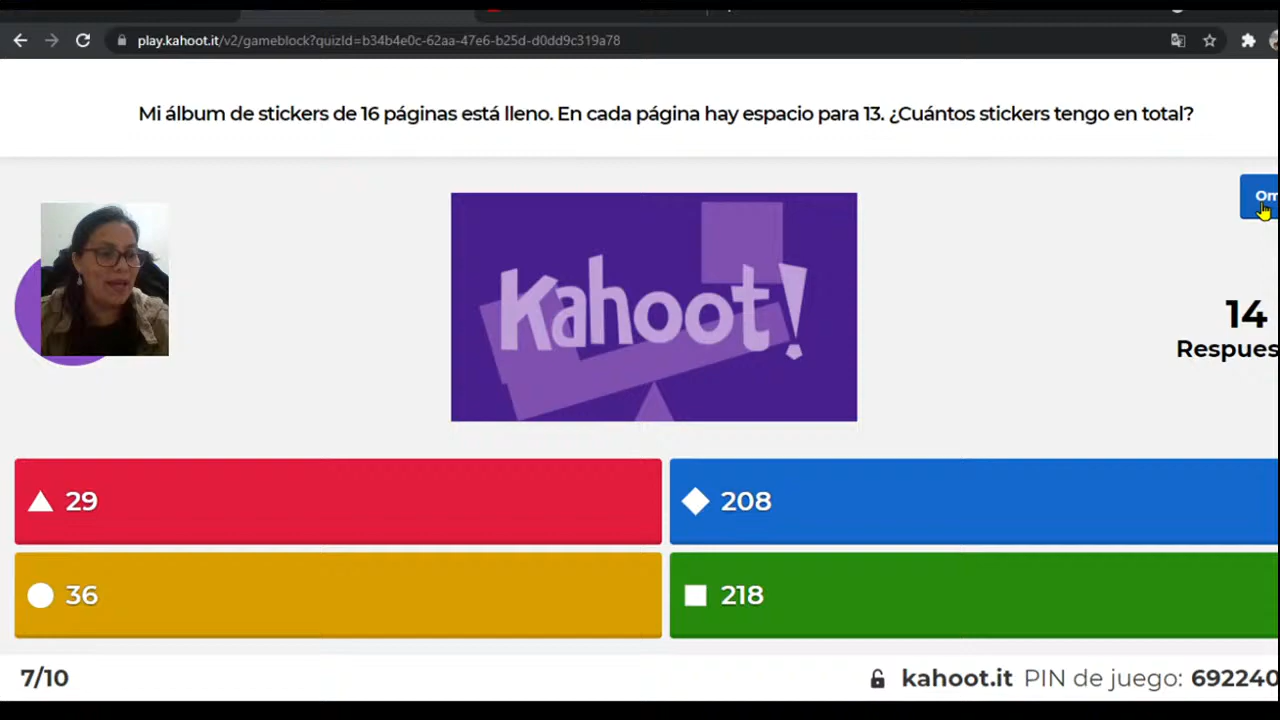 play.kahoot.it/v2/gameblock?quizId=b34b4e0c-62aa-47e6-b25d-d0dd9c319a78
Mi álbum de stickers de 16 páginas está lleno. En cada página hay espacio para 13. ¿Cuántos stickers tengo en total?
Om
Kahoot!
14
Respues
29
208
36
218
7/10
kahoot.it PIN de juego: 692240